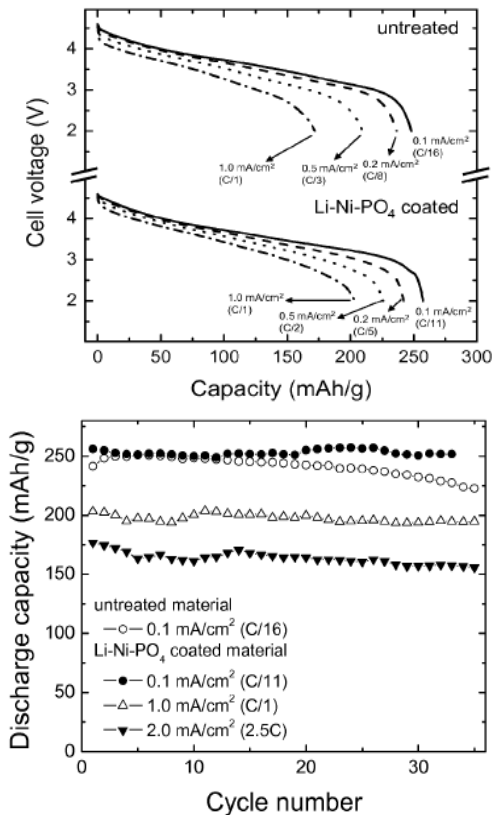 untreated
4
3
2
0.1 mA/cm²
(C/16)
0.2 mA/cm²
(C/8)
0.5 mA/cm²
(C/3)
1.0 mA/cm²
(C/1)
Cell voltage (V)
Li-Ni-PO₄ coated
4
3
2
1.0 mA/cm²
(C/1)
0.5 mA/cm²
(C/2)
0.2 mA/cm²
(C/5)
0.1 mA/cm²
(C/11)
0 50 100 150 200 250 300
Capacity (mAh/g)
300
250
200
150
100
50
0
Discharge capacity (mAh/g)
untreated material
0.1 mA/cm² (C/16)
Li-Ni-PO₄ coated material
0.1 mA/cm² (C/11)
1.0 mA/cm² (C/1)
2.0 mA/cm² (2.5C)
0 10 20 30
Cycle number